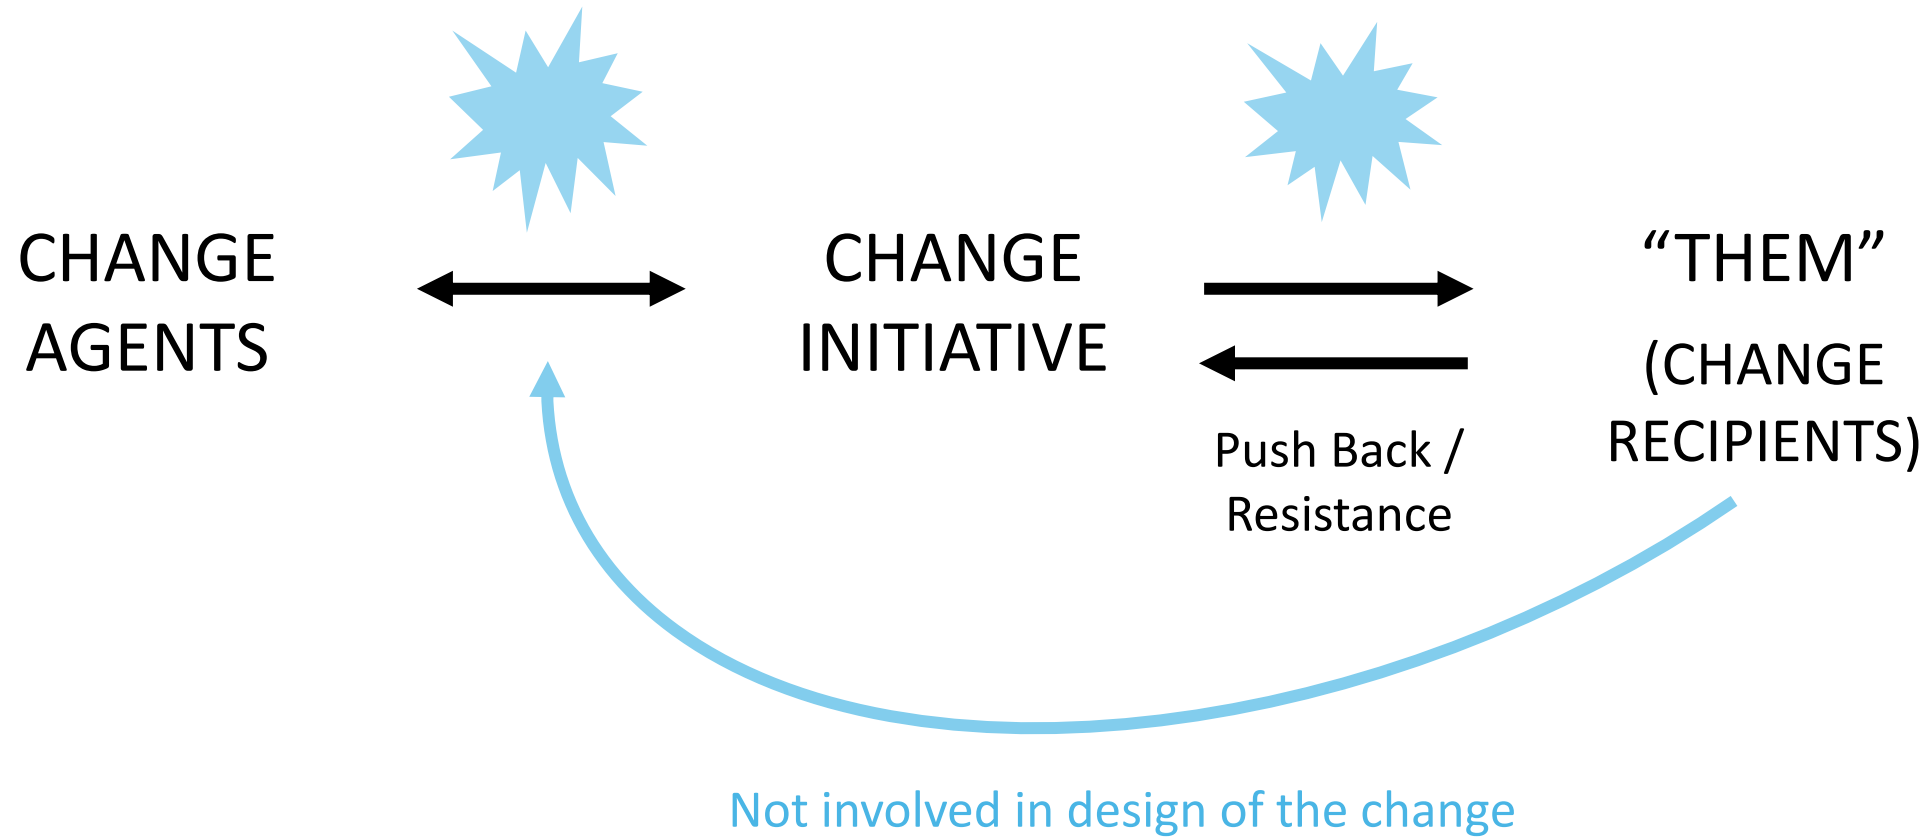 CHANGE
AGENTS
CHANGE
INITIATIVE
“THEM”
(CHANGE
RECIPIENTS)
Push Back /
Resistance
Not involved in design of the change